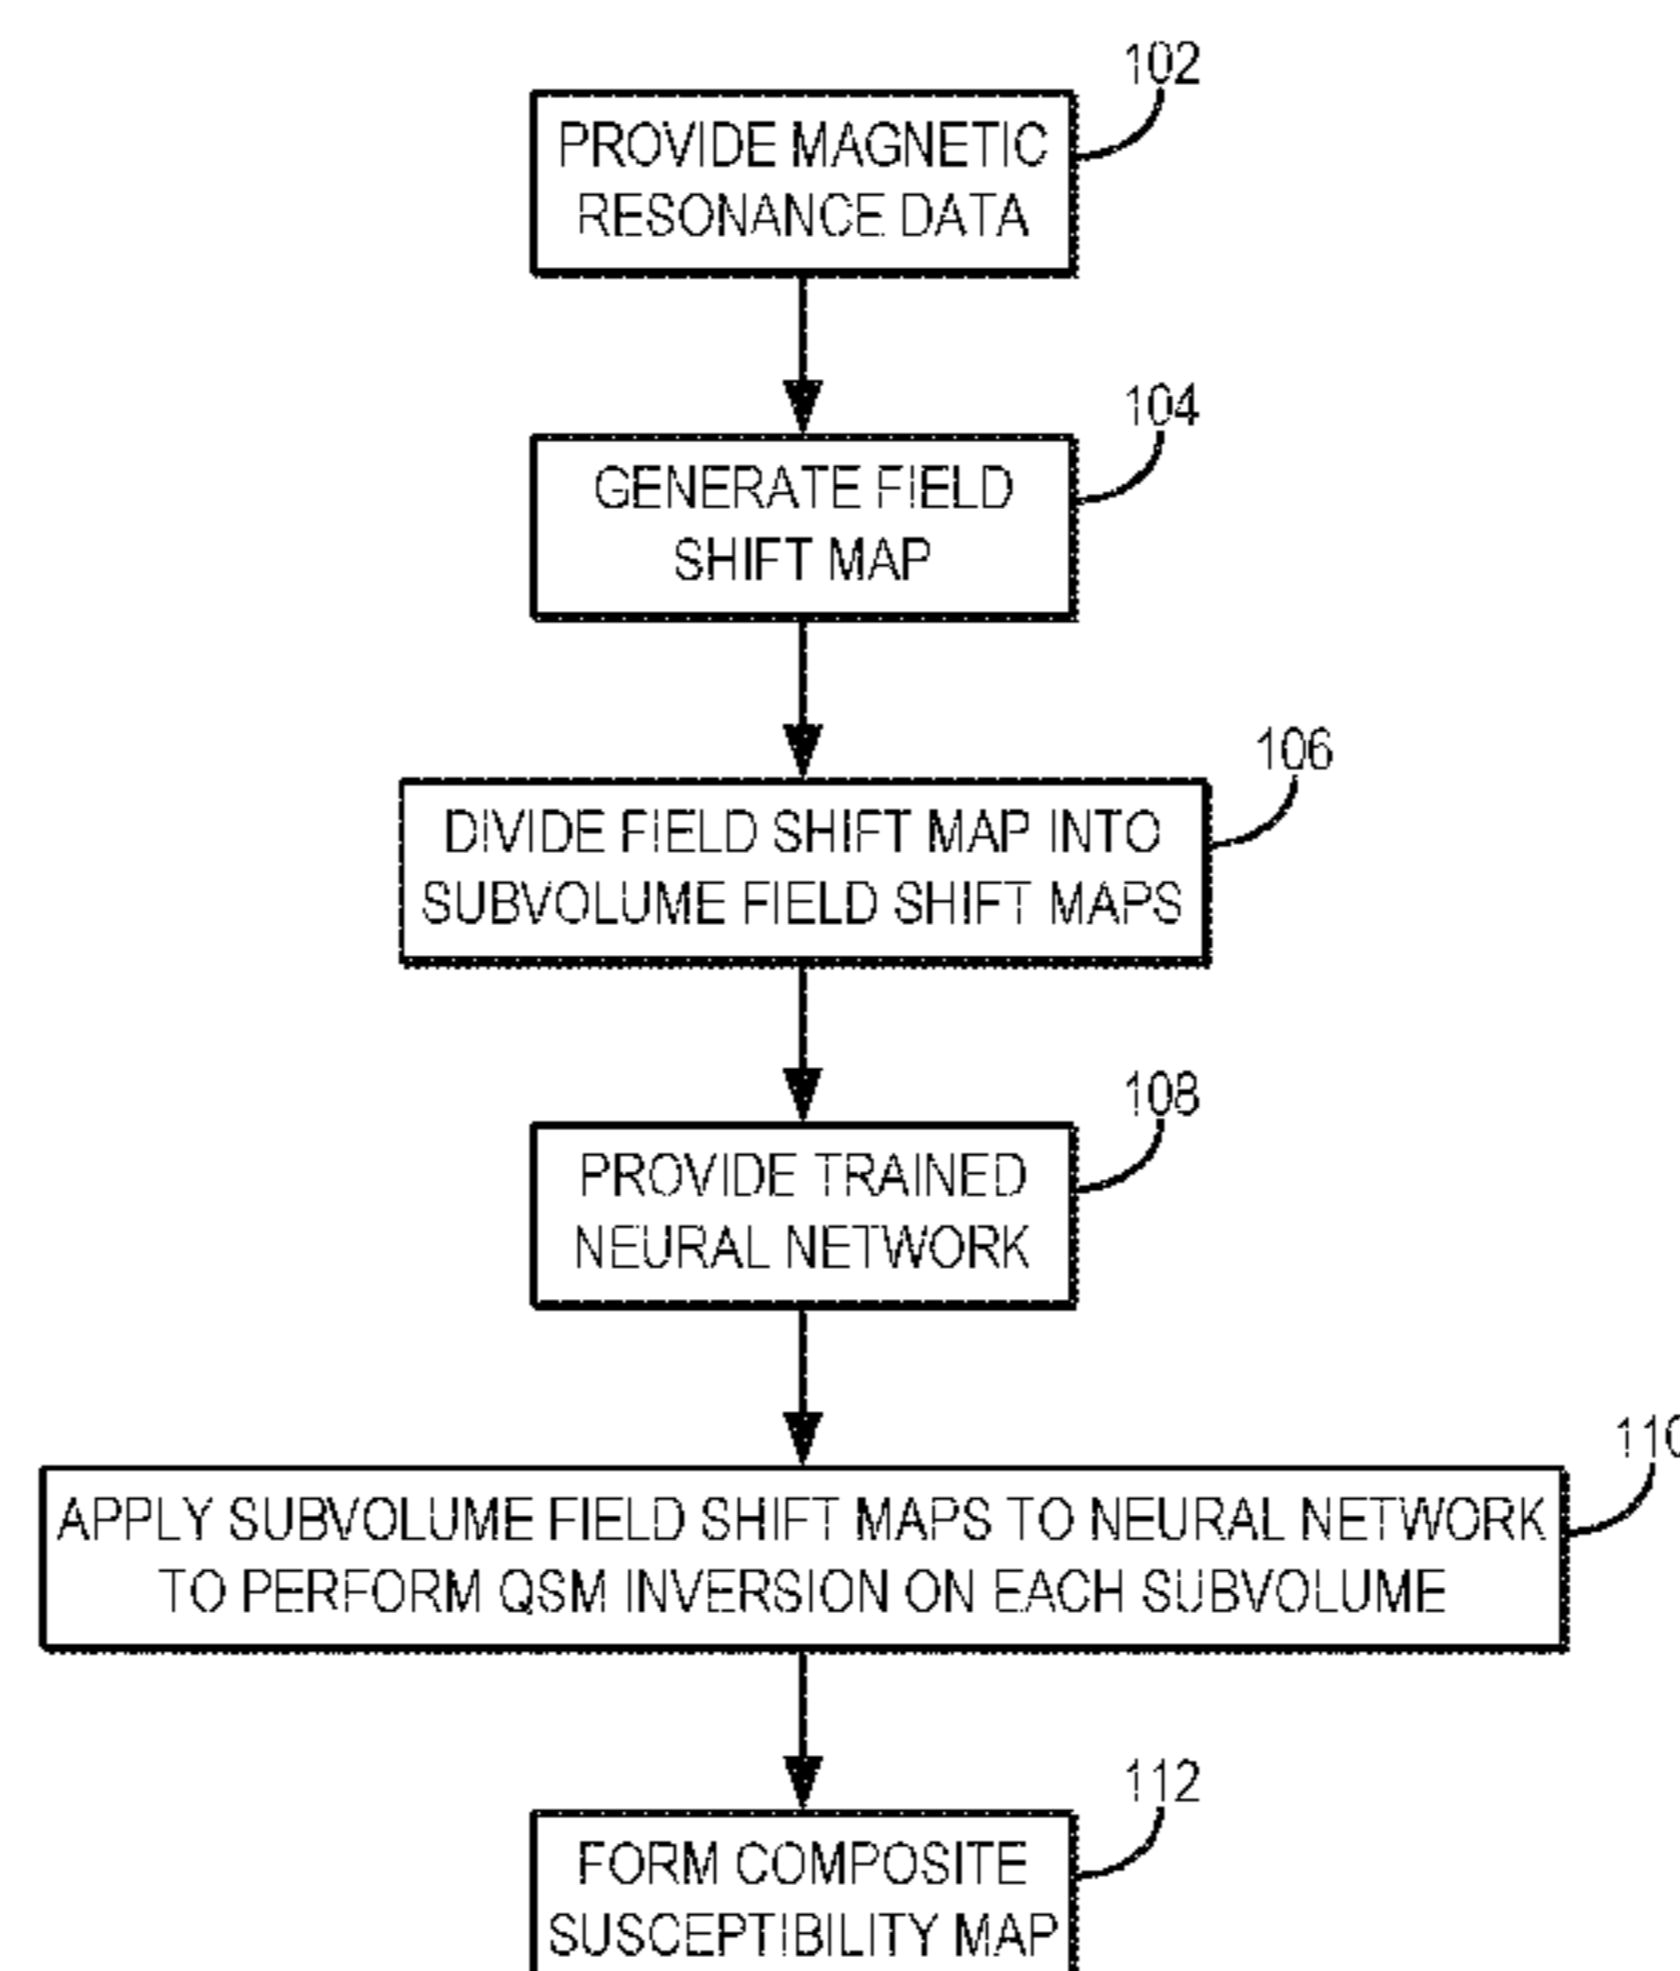 102
PROVIDE MAGNETIC
RESONANCE DATA
104
GENERATE FIELD
SHIFT MAP
106
DIVIDE FIELD SHIFT MAP INTO
SUBVOLUME FIELD SHIFT MAPS
108
PROVIDE TRAINED
NEURAL NETWORK
110
APPLY SUBVOLUME FIELD SHIFT MAPS TO NEURAL NETWORK
TO PERFORM QSM INVERSION ON EACH SUBVOLUME
112
FORM COMPOSITE
SUSCEPTIBILITY MAP